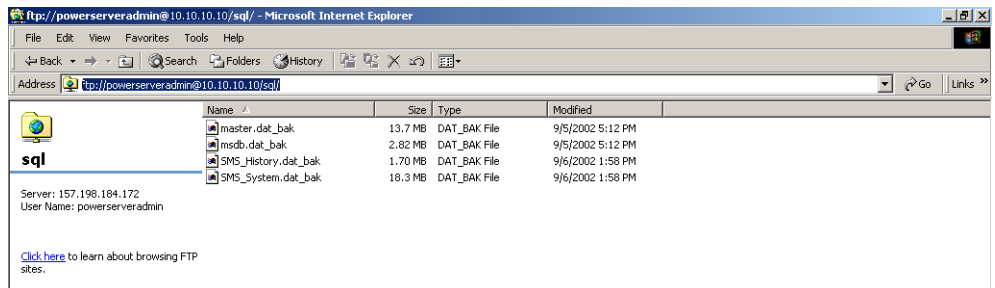 ftp://powerserveradmin@10.10.10.10/sql/ - Microsoft Internet Explorer
File Edit View Favorites Tools Help
Back Search Folders History
Address ftp://powerserveradmin@10.10.10.10/sql/ Go Links »
Name Size Type Modified
master.dat_bak 13.7 MB DAT_BAK File 9/5/2002 5:12 PM
msdb.dat_bak 2.82 MB DAT_BAK File 9/5/2002 5:12 PM
SMS_History.dat_bak 1.70 MB DAT_BAK File 9/6/2002 1:58 PM
SMS_System.dat_bak 18.3 MB DAT_BAK File 9/6/2002 1:58 PM
sql
Server: 157.198.184.172
User Name: powerserveradmin
Click here to learn about browsing FTP
sites.